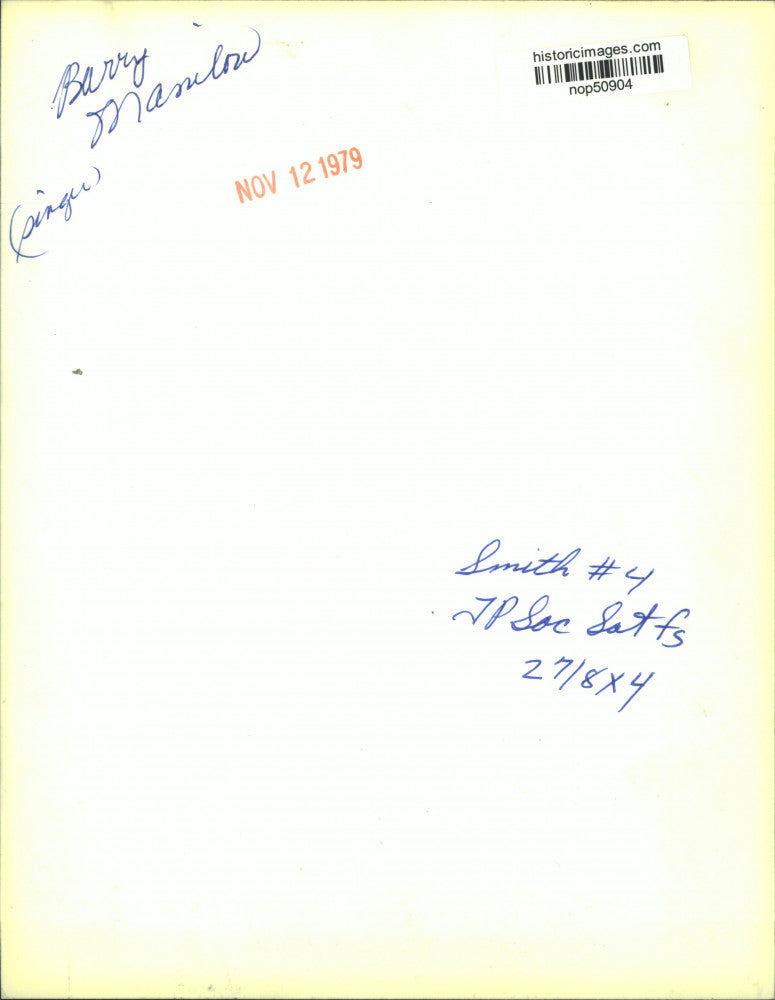 Barry
Manilow
(singer)
historicimages.com
nop50904
NOV 12 1979
Smith #4
TP Soc Sat fs
2 7/8 x 4